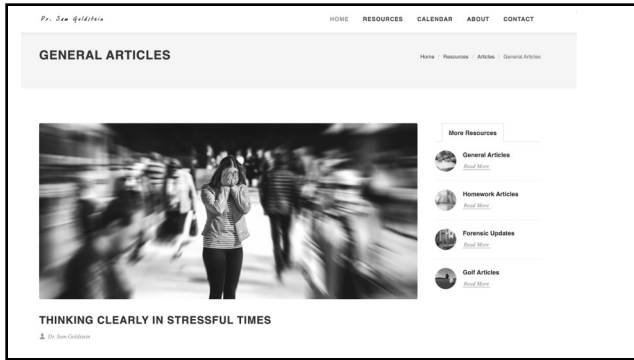 Dr. Sam Goldstein
HOME RESOURCES CALENDAR ABOUT CONTACT
GENERAL ARTICLES
Home / Resources / Articles / General Articles
More Resources
General Articles
Read More
Homework Articles
Read More
Forensic Updates
Read More
Golf Articles
Read More
THINKING CLEARLY IN STRESSFUL TIMES
Dr. Sam Goldstein